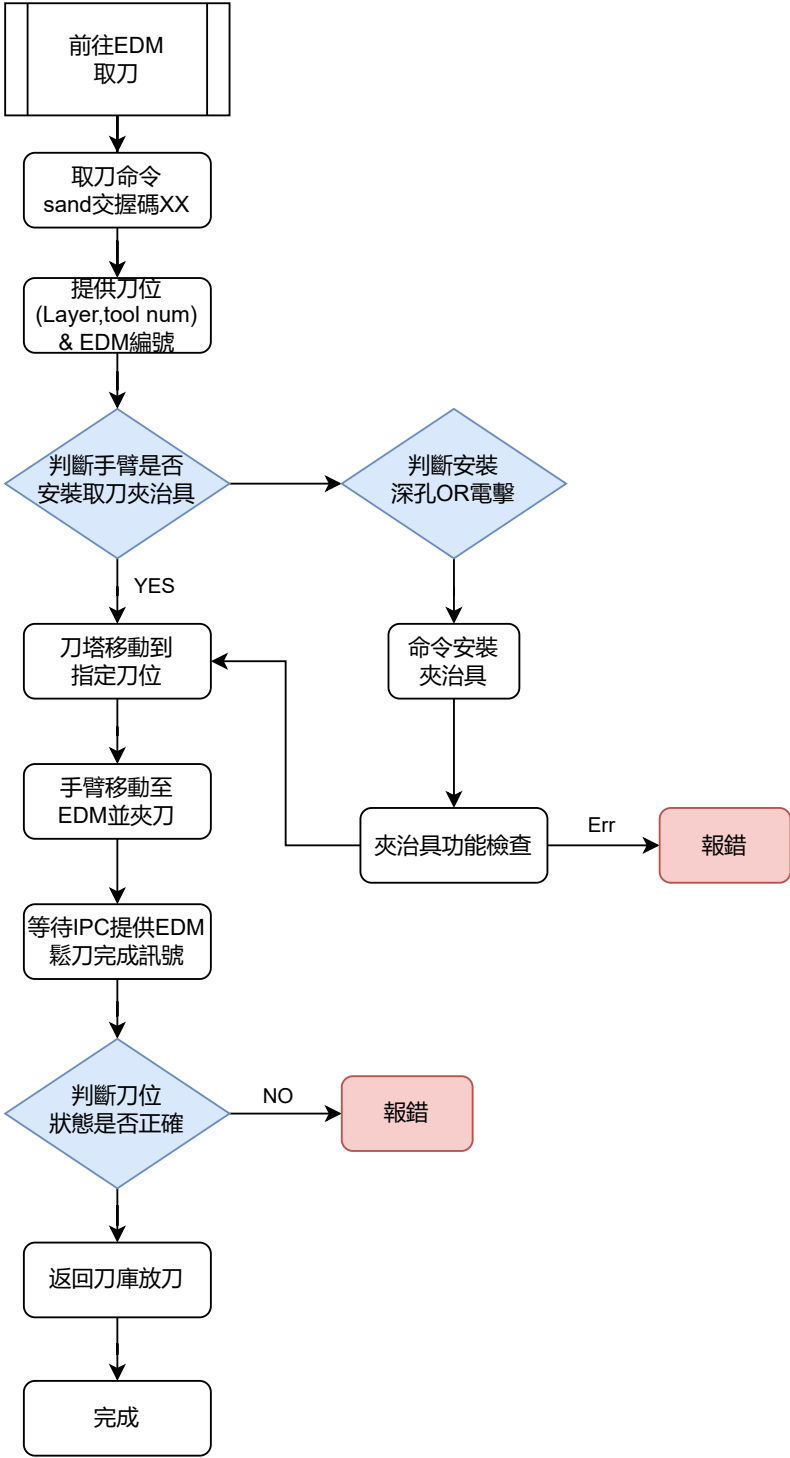 前往EDM
取刀
取刀命令
sand交握碼XX
提供刀位
(Layer,tool num)
& EDM編號
判斷手臂是否
安裝取刀夾治具
判斷安裝
深孔OR電擊
YES
刀塔移動到
指定刀位
命令安裝
夾治具
手臂移動至
EDM並夾刀
夾治具功能檢查
Err
報錯
等待IPC提供EDM
鬆刀完成訊號
判斷刀位
狀態是否正確
NO
報錯
返回刀庫放刀
完成